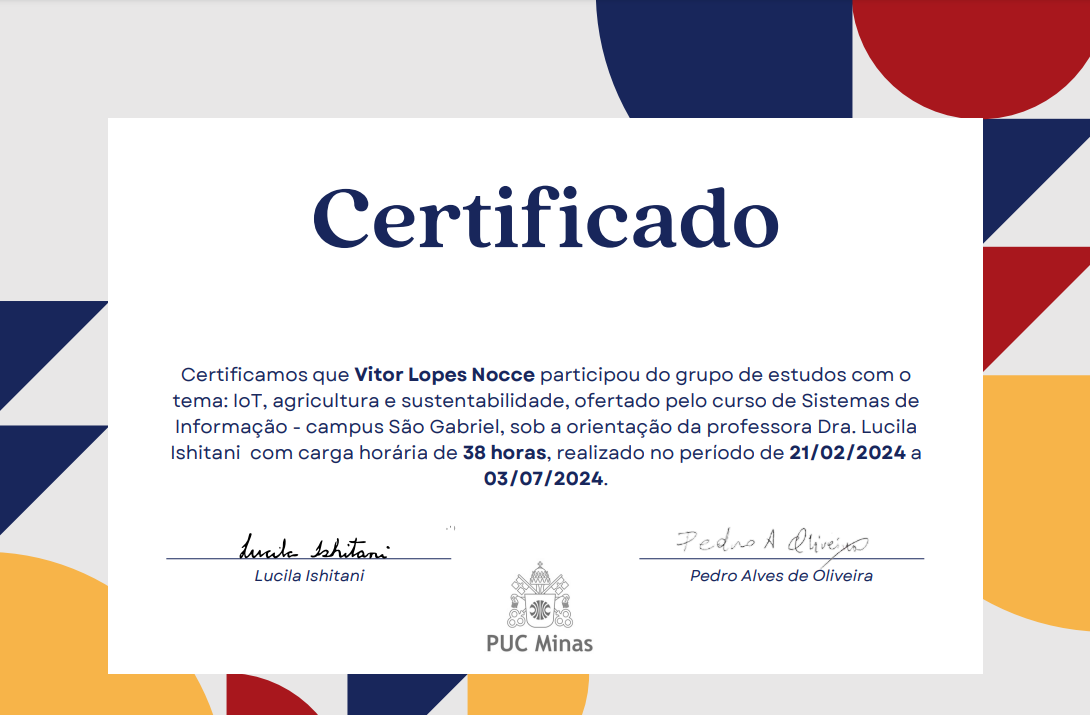 Certificado
Certificamos que Vitor Lopes Nocce participou do grupo de estudos com o
tema: IoT, agricultura e sustentabilidade, ofertado pelo curso de Sistemas de
Informação - campus São Gabriel, sob a orientação da professora Dra. Lucila
Ishitani com carga horária de 38 horas, realizado no período de 21/02/2024 a
03/07/2024.
Lucila Ishitani
Pedro A Oliveira
Lucila Ishitani
Pedro Alves de Oliveira
PUC Minas